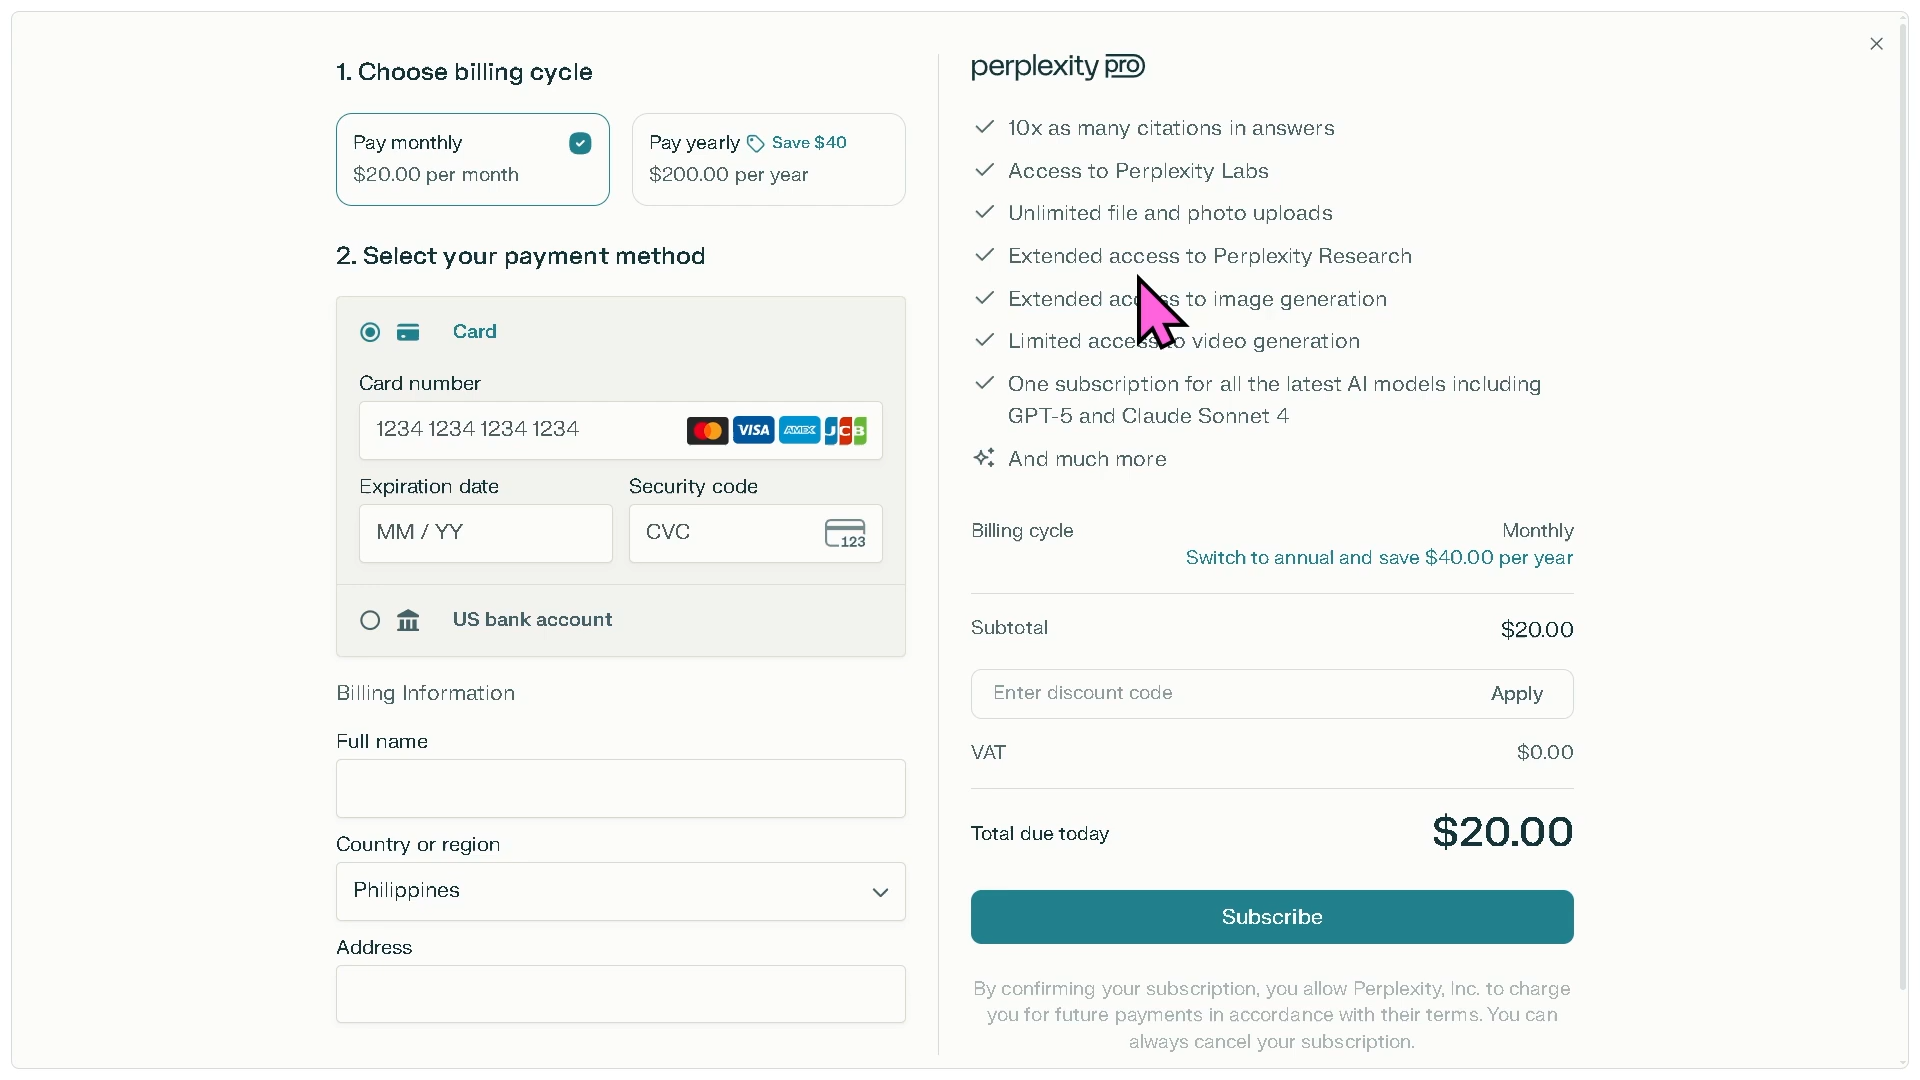 1. Choose billing cycle
Pay monthly
$20.00 per month
Pay yearly Save $40
$200.00 per year
2. Select your payment method
Card
Card number
1234 1234 1234 1234
VISA
AMEX
JCB
Expiration date
Security code
MM / YY
CVC
123
US bank account
Billing Information
Full name
Country or region
Philippines
Address
perplexity pro
10x as many citations in answers
Access to Perplexity Labs
Unlimited file and photo uploads
Extended access to Perplexity Research
Extended access to image generation
Limited access to video generation
One subscription for all the latest AI models including
GPT-5 and Claude Sonnet 4
And much more
Billing cycle
Monthly
Switch to annual and save $40.00 per year
Subtotal
$20.00
Enter discount code
Apply
VAT
$0.00
Total due today
$20.00
Subscribe
By confirming your subscription, you allow Perplexity, Inc. to charge
you for future payments in accordance with their terms. You can
always cancel your subscription.